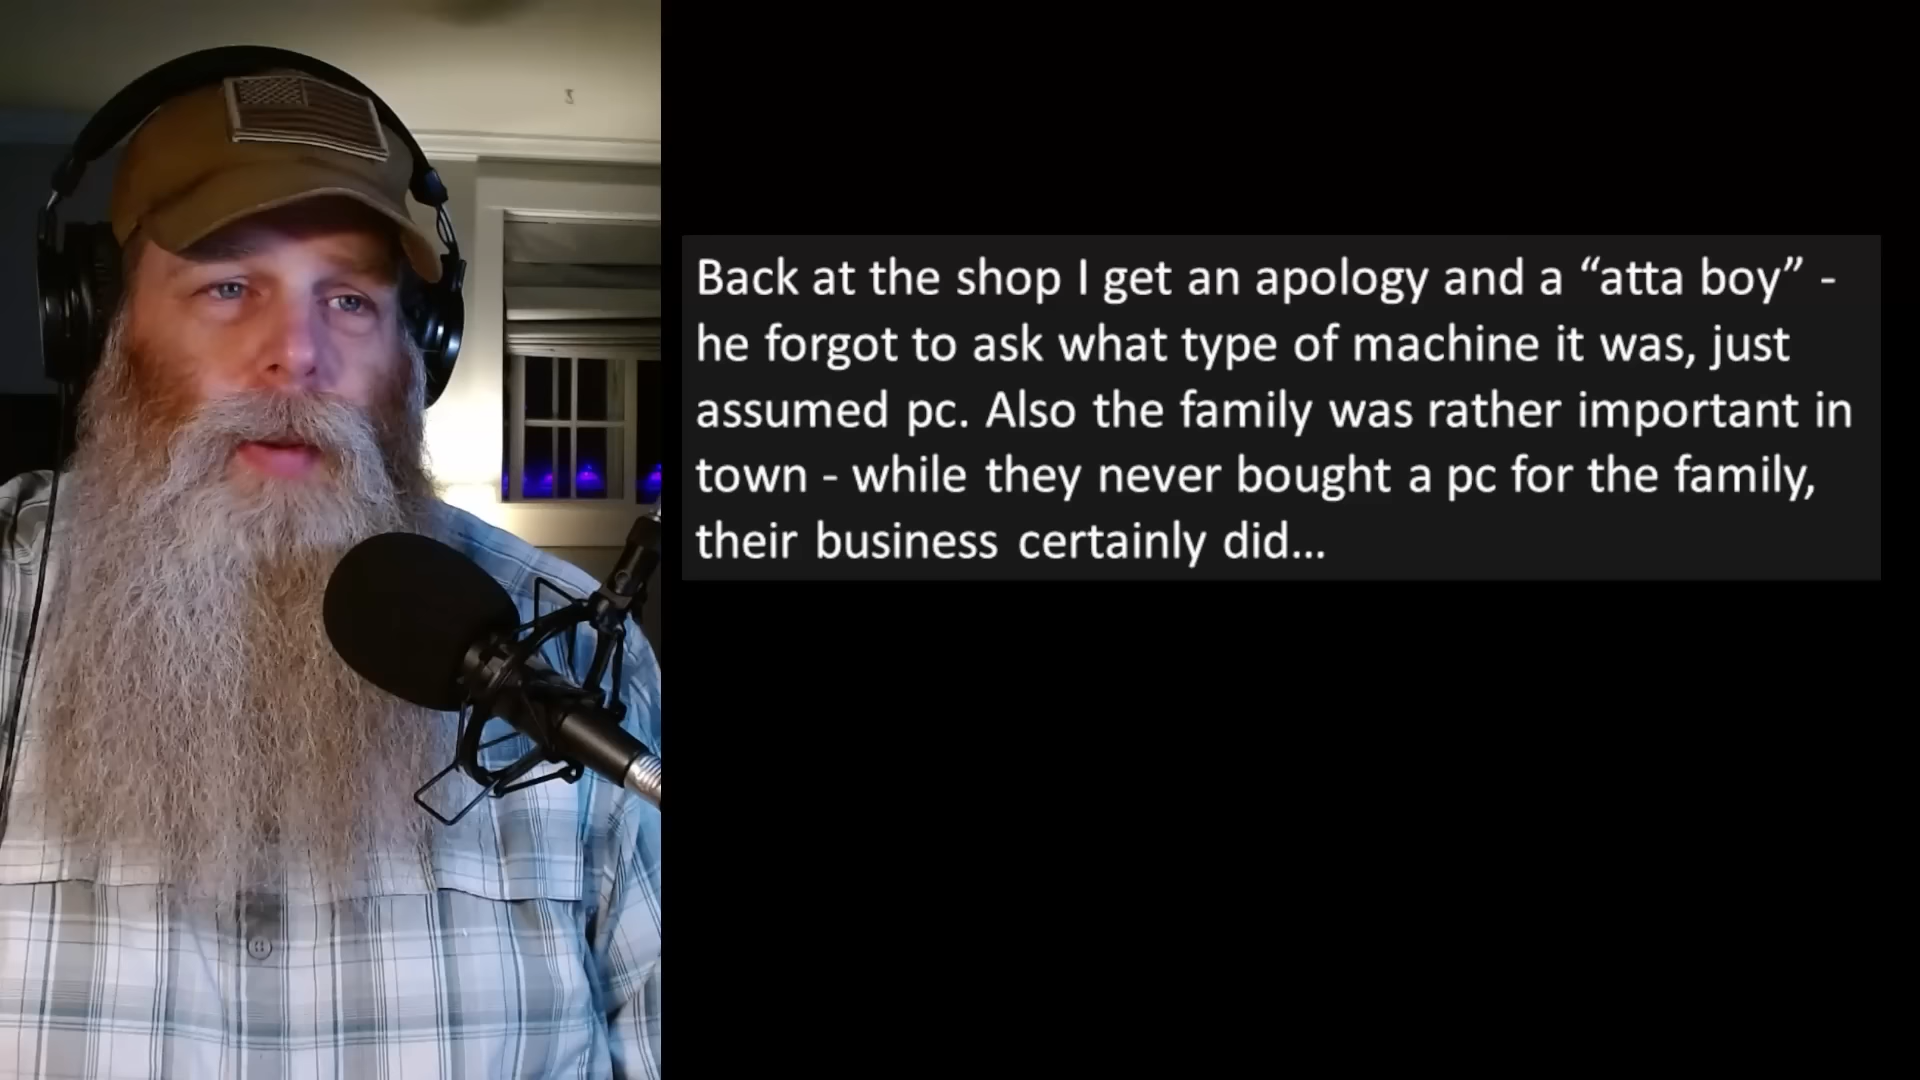 Back at the shop I get an apology and a “atta boy” -
he forgot to ask what type of machine it was, just
assumed pc. Also the family was rather important in
town - while they never bought a pc for the family,
their business certainly did...